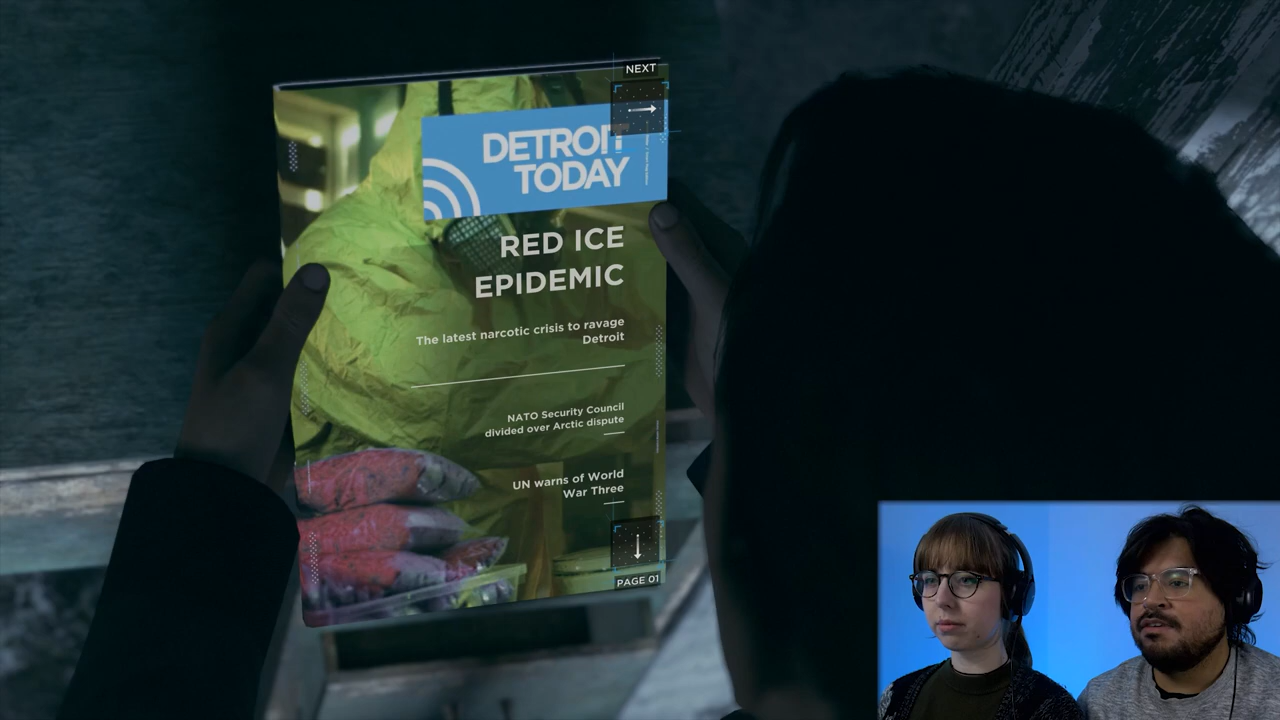 NEXT
DETROIT
TODAY
RED ICE
EPIDEMIC
The latest narcotic crisis to ravage
Detroit
NATO Security Council
divided over Arctic dispute
UN warns of World
War Three
PAGE 01